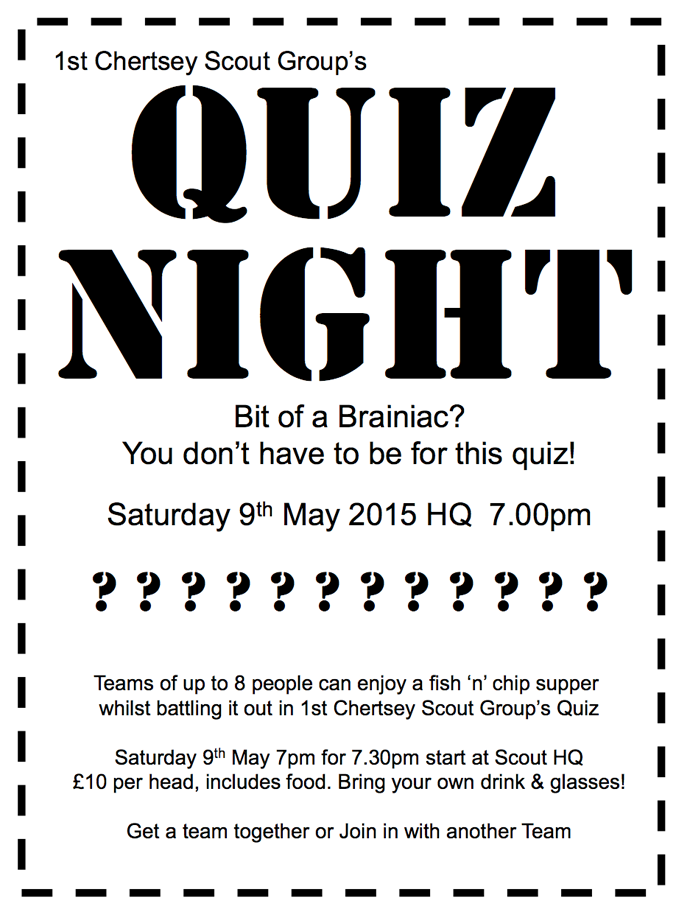 1st Chertsey Scout Group’s
QUIZ
NIGHT
Bit of a Brainiac?
You don’t have to be for this quiz!
Saturday 9th May 2015 HQ  7.00pm
? ? ? ? ? ? ? ? ? ? ? ?
Teams of up to 8 people can enjoy a fish ‘n’ chip supper
whilst battling it out in 1st Chertsey Scout Group’s Quiz
Saturday 9th May 7pm for 7.30pm start at Scout HQ
£10 per head, includes food. Bring your own drink & glasses!
Get a team together or Join in with another Team